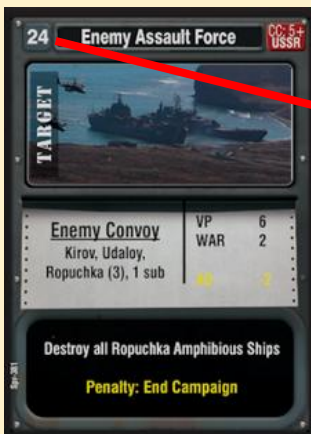 24 Enemy Assault Force CC: 5+
USSR
TARGET
Enemy Convoy
Kirov, Udaloy,
Ropuchka (3), 1 sub
VP 6
WAR 2
-2
Destroy all Ropuchka Amphibious Ships
Penalty: End Campaign